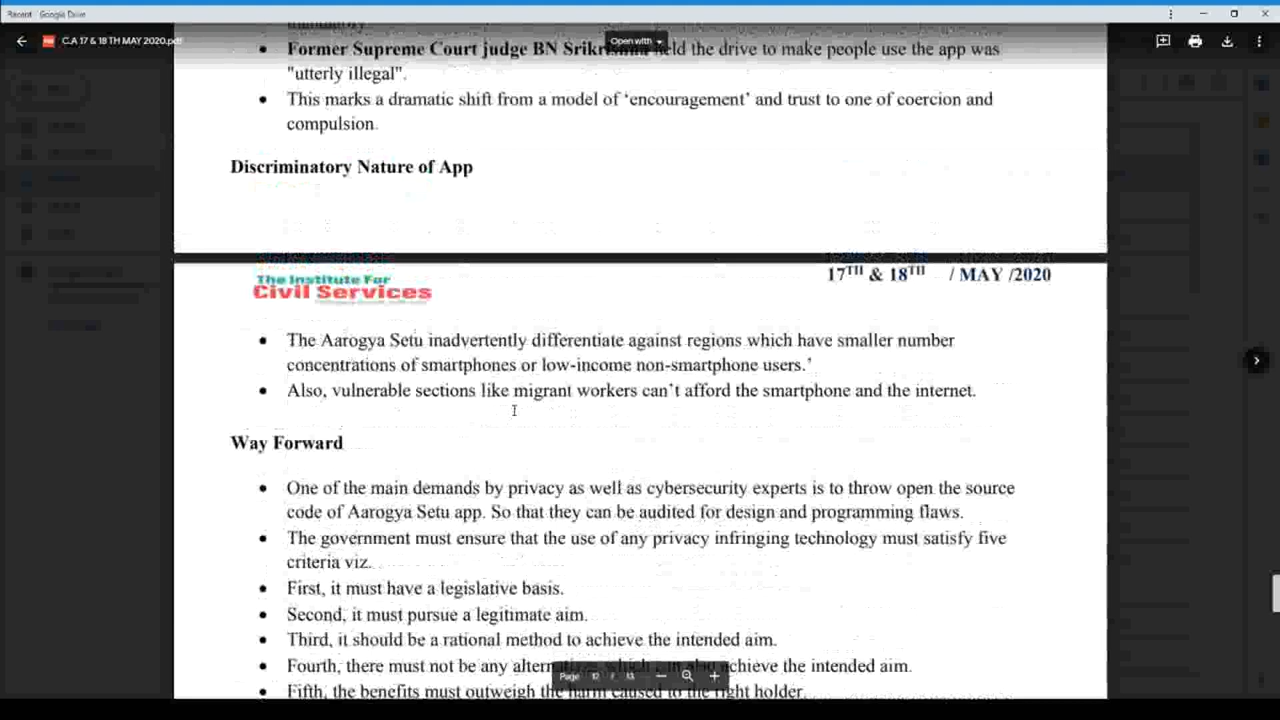 Recent - Google Drive
C.A 17 & 18 TH MAY 2020.pdf
Open with
Former Supreme Court judge BN Srikrishna held the drive to make people use the app was
"utterly illegal".
This marks a dramatic shift from a model of ‘encouragement’ and trust to one of coercion and
compulsion.
Discriminatory Nature of App
The Institute For
Civil Services
17TH & 18TH / MAY /2020
The Aarogya Setu inadvertently differentiate against regions which have smaller number
concentrations of smartphones or low-income non-smartphone users.’
Also, vulnerable sections like migrant workers can’t afford the smartphone and the internet.
Way Forward
One of the main demands by privacy as well as cybersecurity experts is to throw open the source
code of Aarogya Setu app. So that they can be audited for design and programming flaws.
The government must ensure that the use of any privacy infringing technology must satisfy five
criteria viz.
First, it must have a legislative basis.
Second, it must pursue a legitimate aim.
Third, it should be a rational method to achieve the intended aim.
Fourth, there must not be any alternatives which can also achieve the intended aim.
Fifth, the benefits must outweigh the harm caused to the right holder.
Page 12 / 13